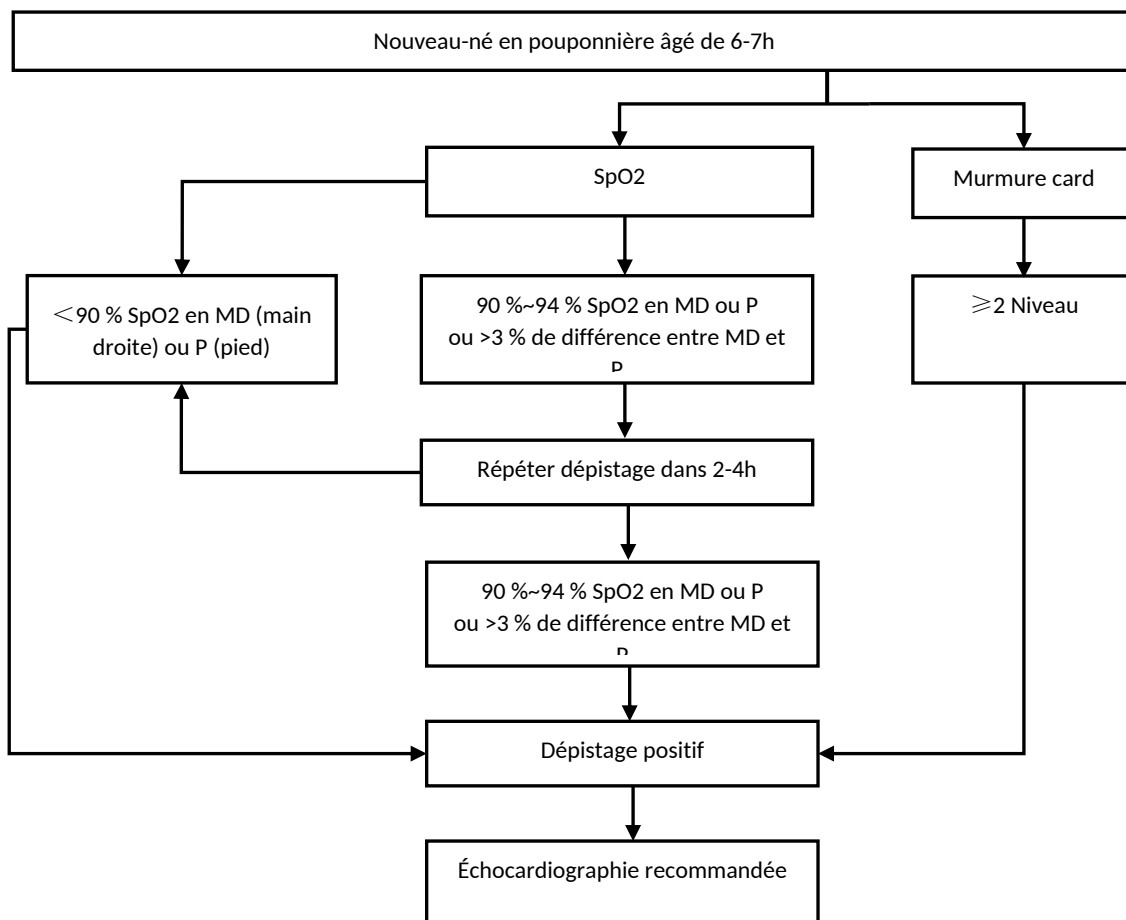 Nouveau-né en pouponnière âgé de 6-7h
SpO2
Murmure card
<90 % SpO2 en MD (main
droite) ou P (pied)
90 %~94 % SpO2 en MD ou P
ou >3 % de différence entre MD et
P
≥2 Niveau
Répéter dépistage dans 2-4h
90 %~94 % SpO2 en MD ou P
ou >3 % de différence entre MD et
P
Dépistage positif
Échocardiographie recommandée